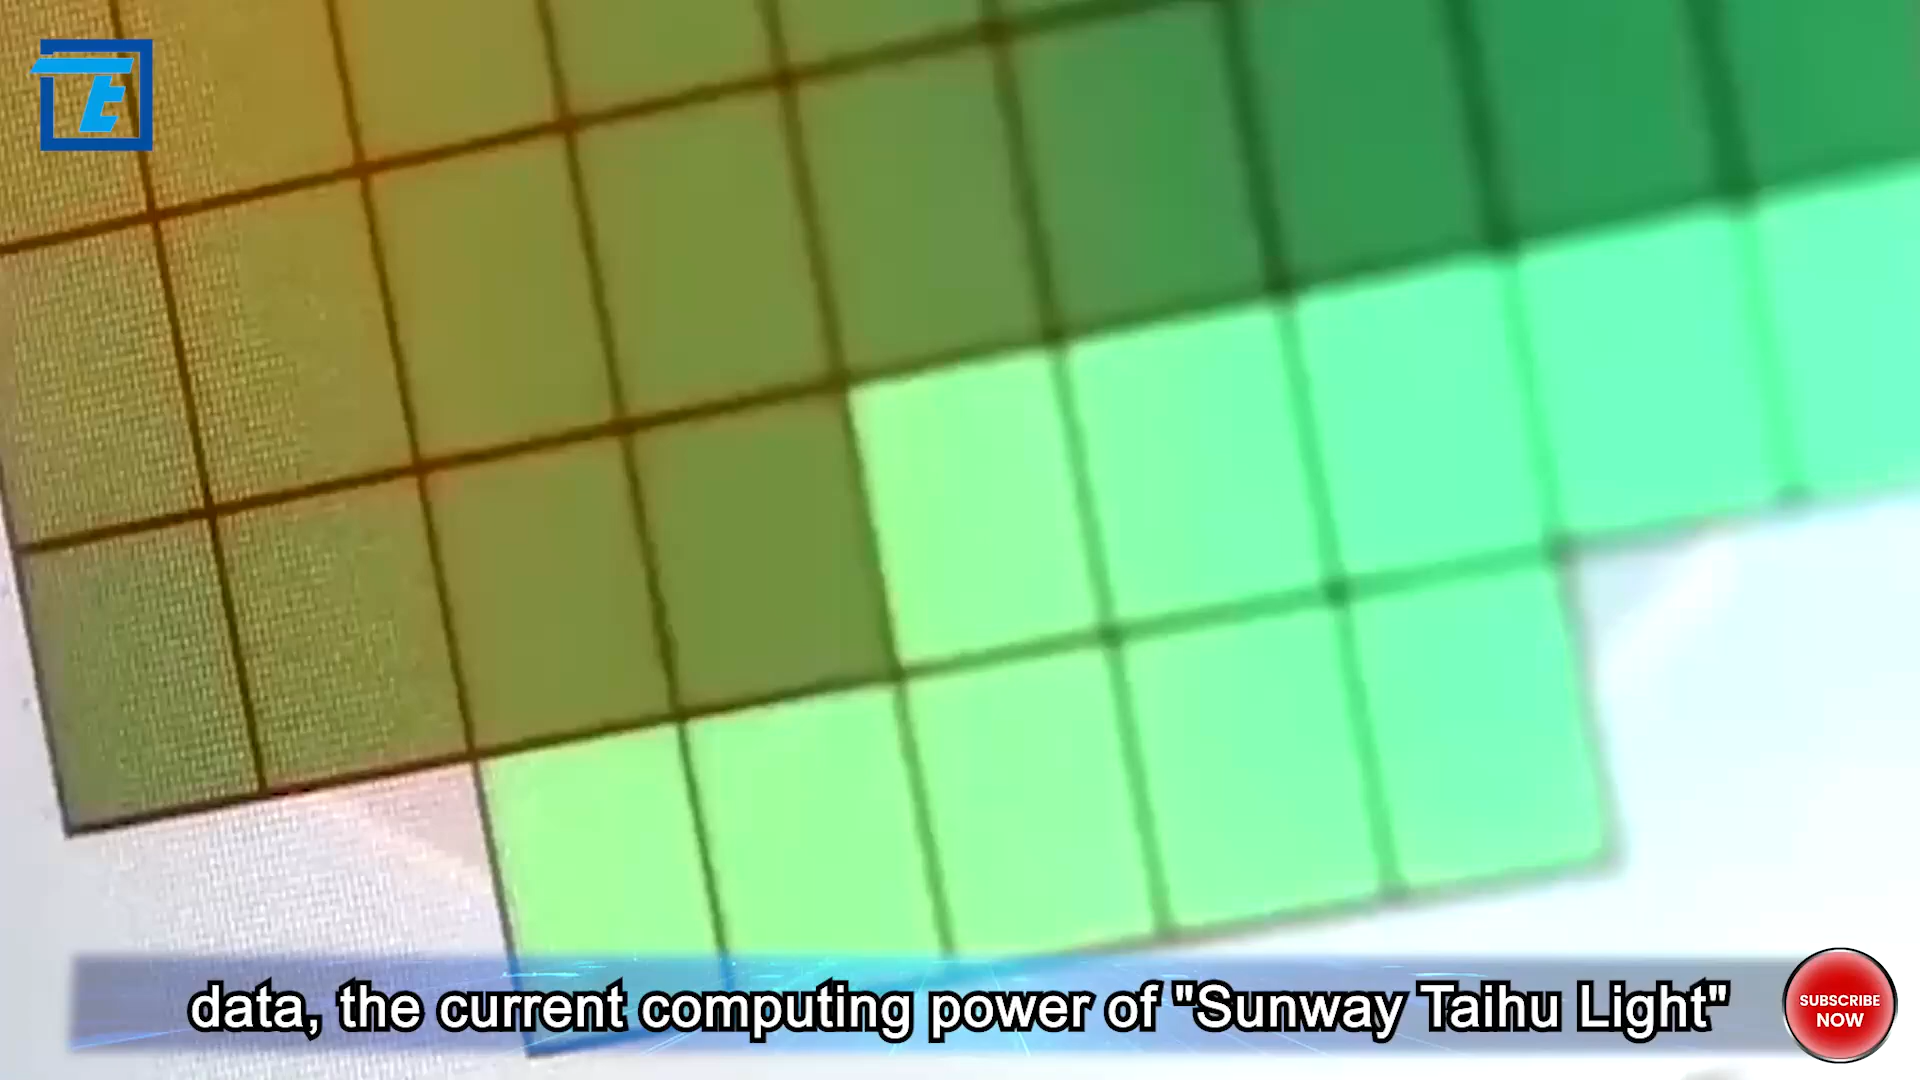 data, the current computing power of "Sunway Taihu Light"
SUBSCRIBE
NOW